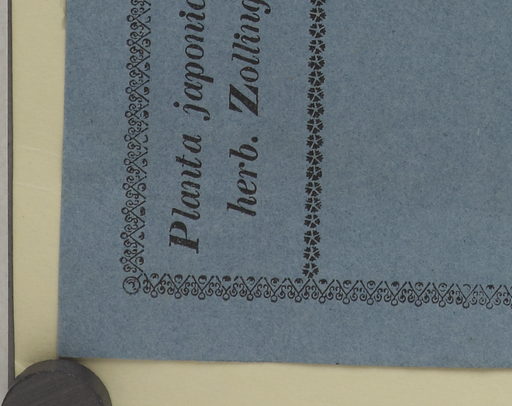 Planta japonic
herb. Zolling